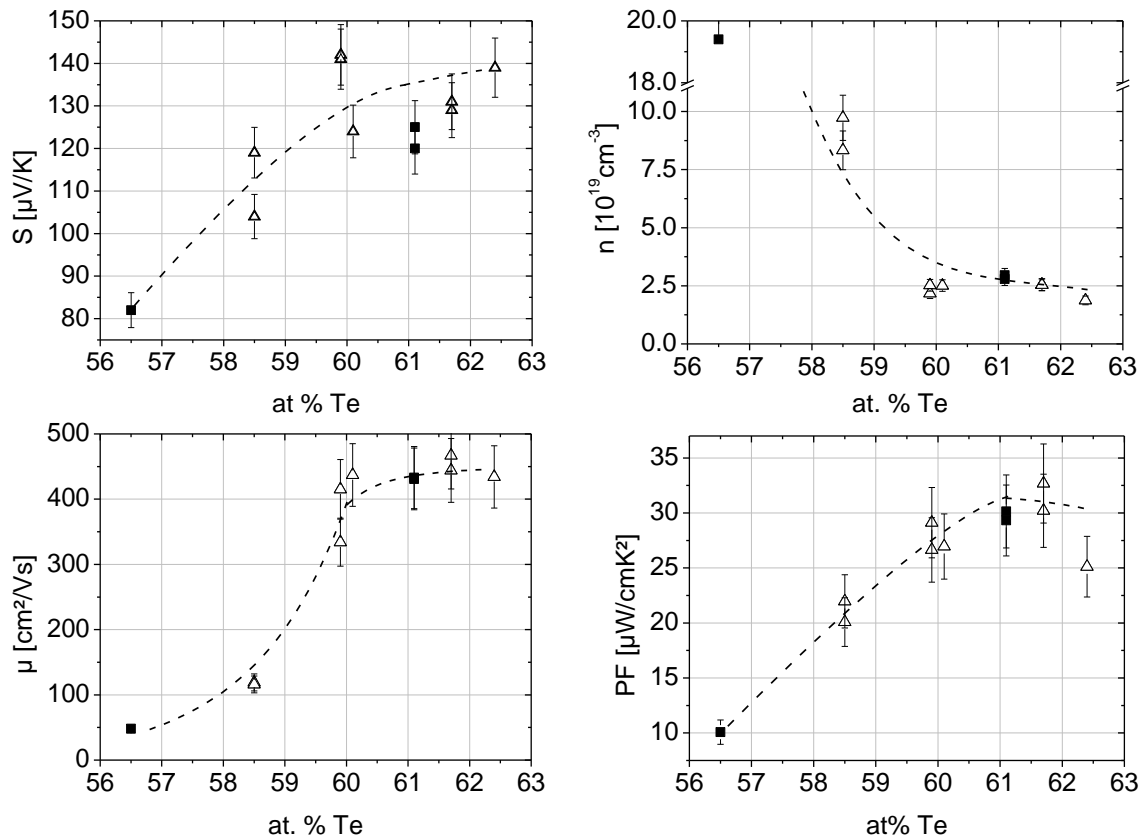 150
140
130
120
110
100
90
80
S [µV/K]
56 57 58 59 60 61 62 63
at % Te
20.0
18.0
10.0
7.5
5.0
2.5
0.0
n [10¹⁹cm⁻³]
56 57 58 59 60 61 62 63
at. % Te
500
400
300
200
100
0
µ [cm²/Vs]
56 57 58 59 60 61 62 63
at. % Te
35
30
25
20
15
10
PF [µW/cmK²]
56 57 58 59 60 61 62 63
at% Te